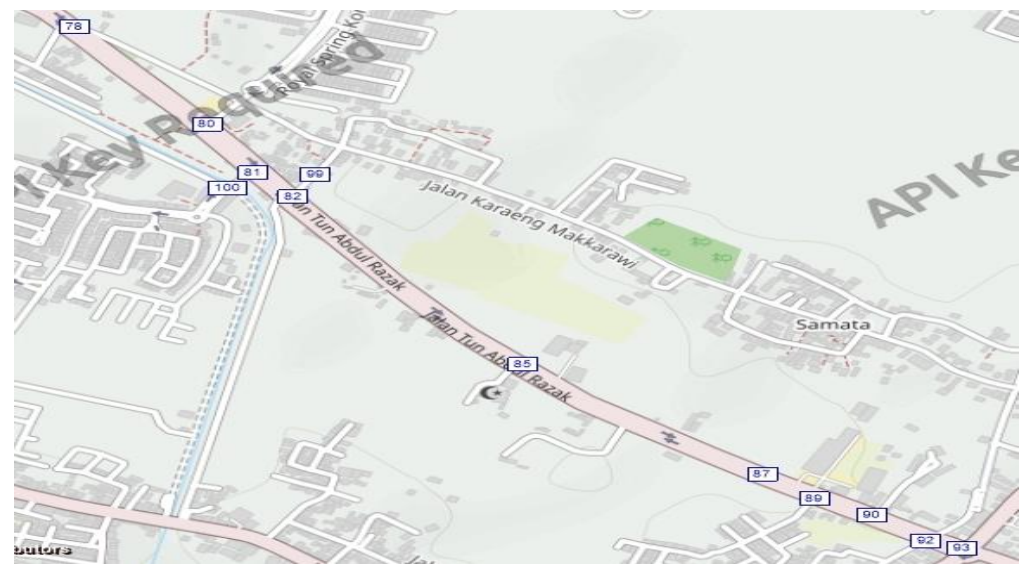 78
Royal Spring
80
81
99
100
82
Jalan Karaeng Makkarawi
Jalan Tun Abdul Razak
Jalan Tun Abdul Razak
Samata
85
87
89
90
92
93
API Key Required
API Ke
butors